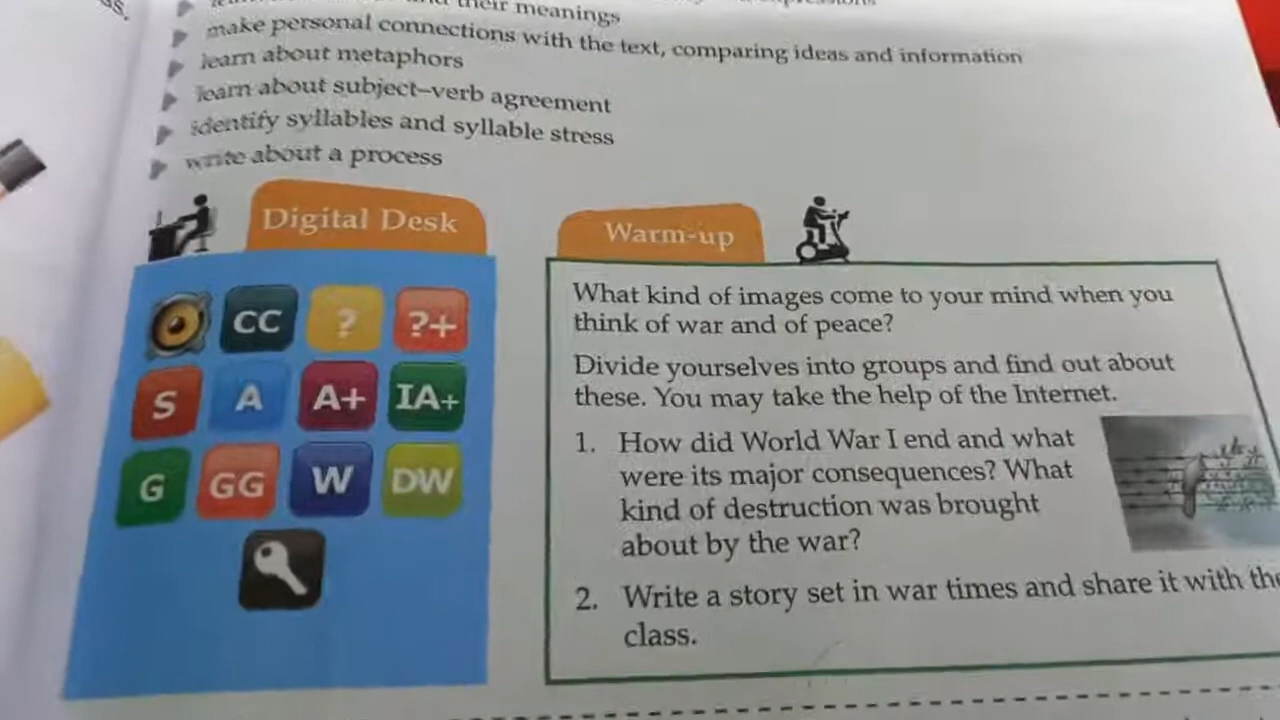 their meanings
make personal connections with the text, comparing ideas and information
learn about metaphors
learn about subject–verb agreement
identify syllables and syllable stress
write about a process
Digital Desk
CC ? ?+
S A A+ IA+
G GG W DW
Warm-up
What kind of images come to your mind when you
think of war and of peace?
Divide yourselves into groups and find out about
these. You may take the help of the Internet.
1. How did World War I end and what
were its major consequences? What
kind of destruction was brought
about by the war?
2. Write a story set in war times and share it with the
class.